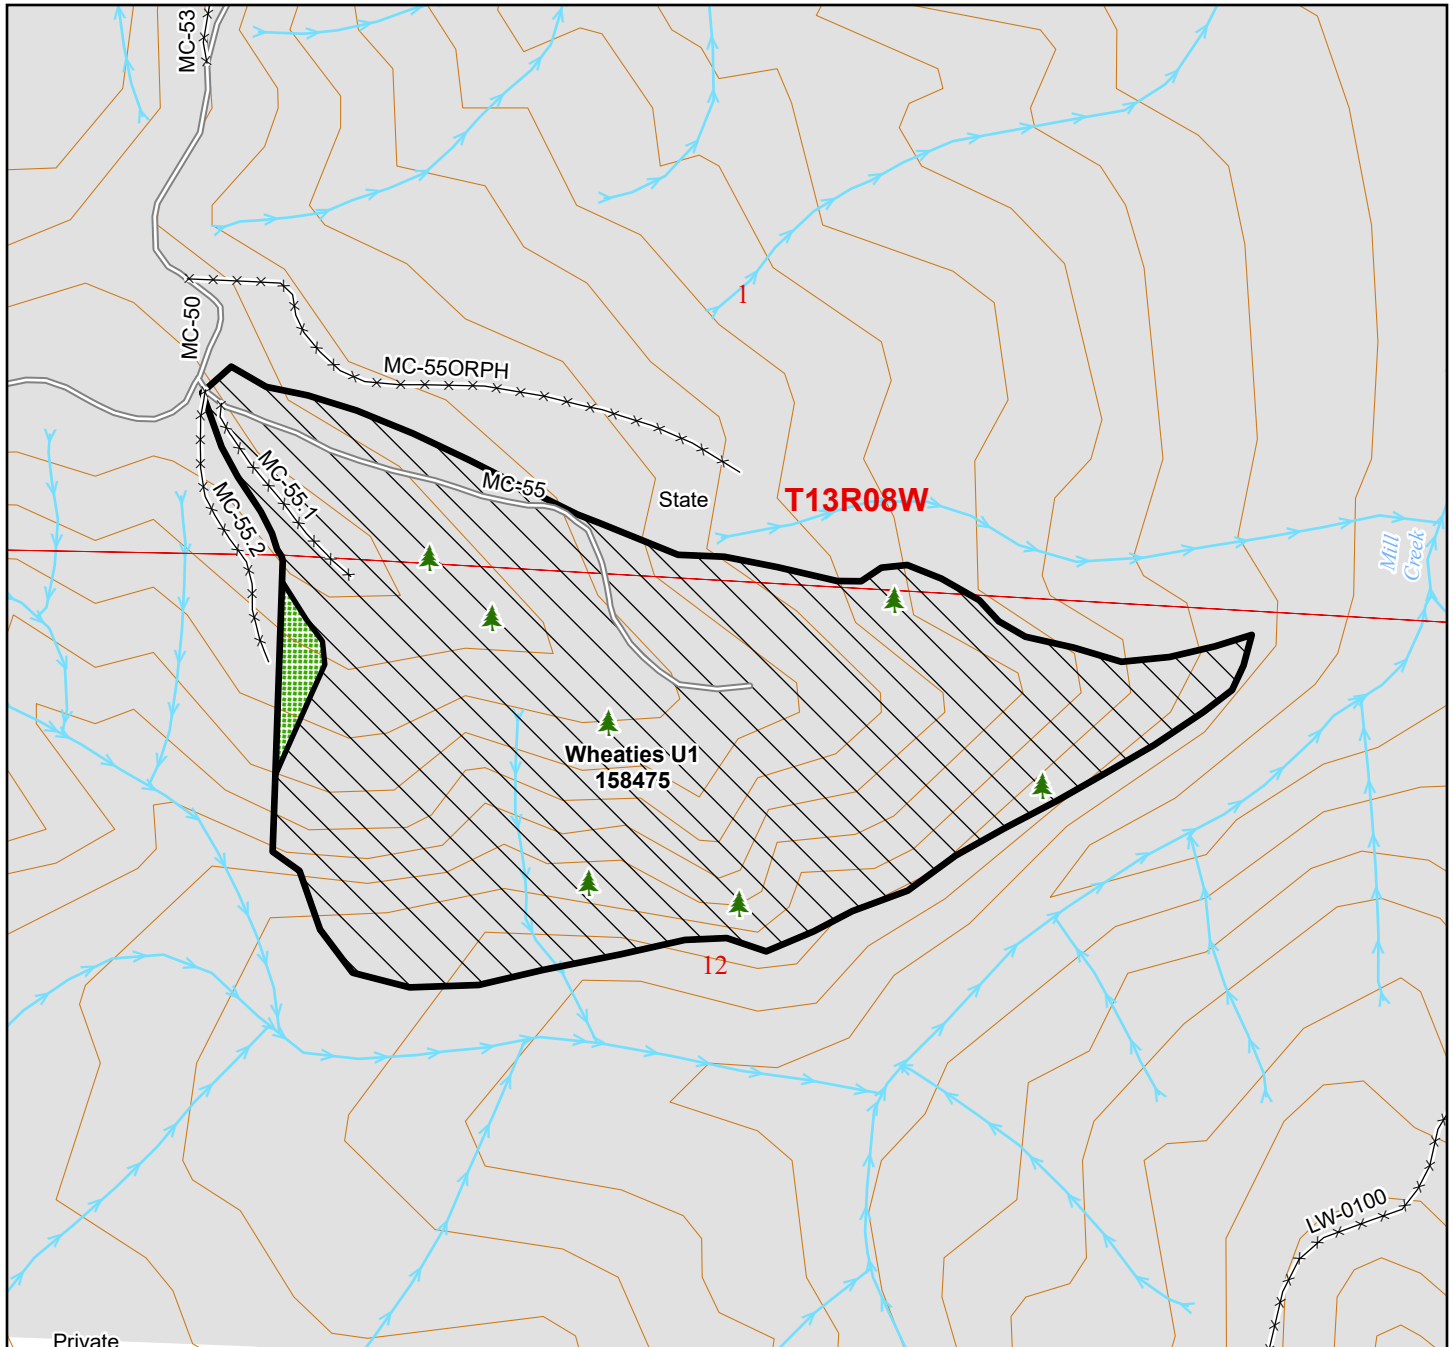 MC-53
1
MC-50
MC-55ORPH
MC-55
State
T13R08W
MC-55.1
MC-55.2
Mill
Creek
Wheaties U1
158475
12
LW-0100
Private